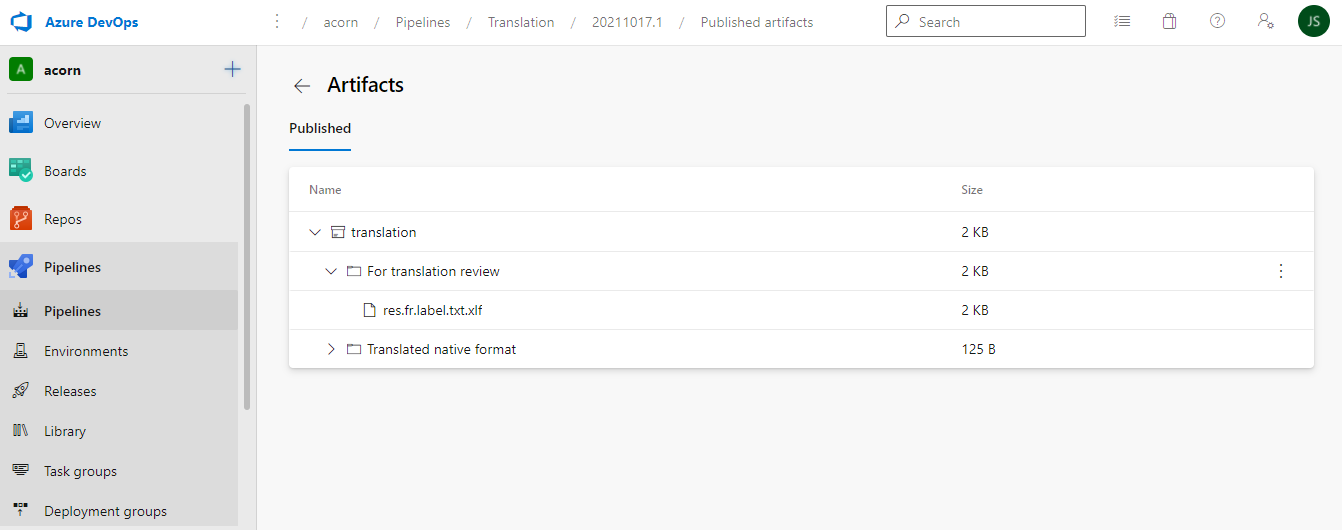 Azure DevOps
/ acorn / Pipelines / Translation / 20211017.1 / Published artifacts
Search
JS
A
acorn
Overview
Boards
Repos
Pipelines
Pipelines
Environments
Releases
Library
Task groups
Deployment groups
Artifacts
Published
Name Size
translation 2 KB
For translation review 2 KB
res.fr.label.txt.xlf 2 KB
Translated native format 125 B